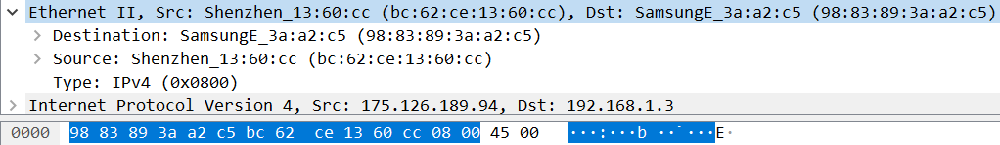 Ethernet II, Src: Shenzhen_13:60:cc (bc:62:ce:13:60:cc), Dst: SamsungE_3a:a2:c5 (98:83:89:3a:a2:c5)
Destination: SamsungE_3a:a2:c5 (98:83:89:3a:a2:c5)
Source: Shenzhen_13:60:cc (bc:62:ce:13:60:cc)
Type: IPv4 (0x0800)
Internet Protocol Version 4, Src: 175.126.189.94, Dst: 192.168.1.3
0000 98 83 89 3a a2 c5 bc 62 ce 13 60 cc 08 00 45 00 ···:···b ··`···E·